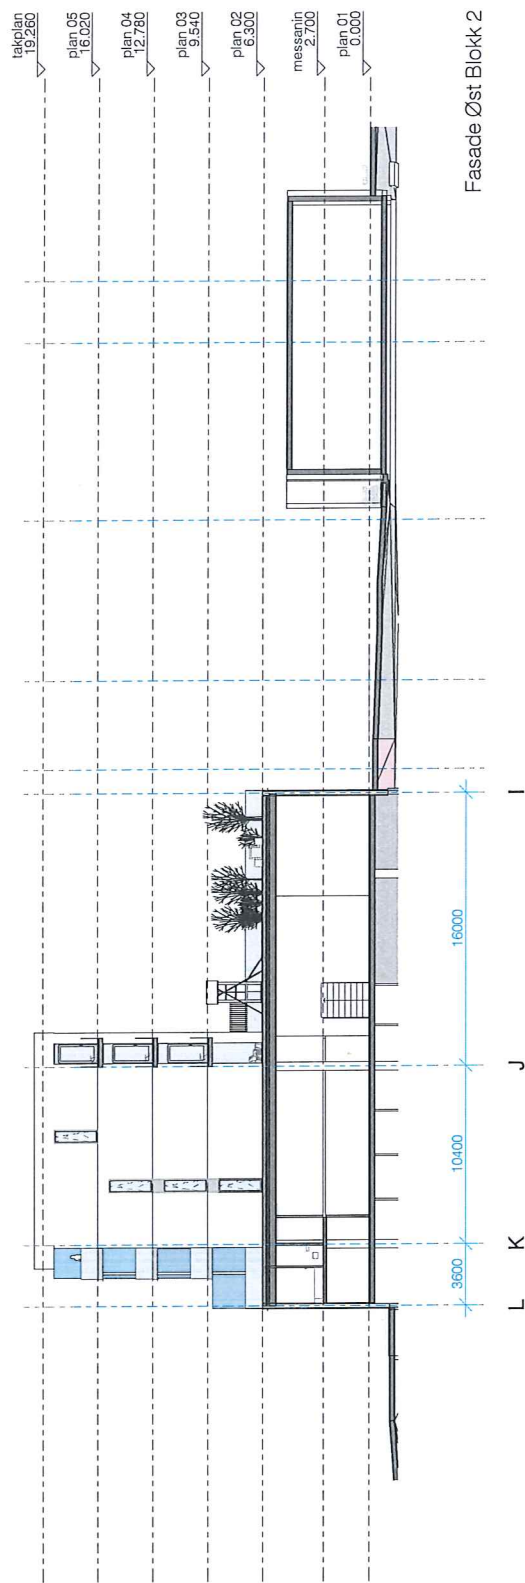 takplan
19.260
plan 05
16.020
plan 04
12.780
plan 03
9.540
plan 02
6.300
messanin
2.700
plan 01
0.000
L
3600
K
10400
J
16000
I
Fasade Øst Blokk 2